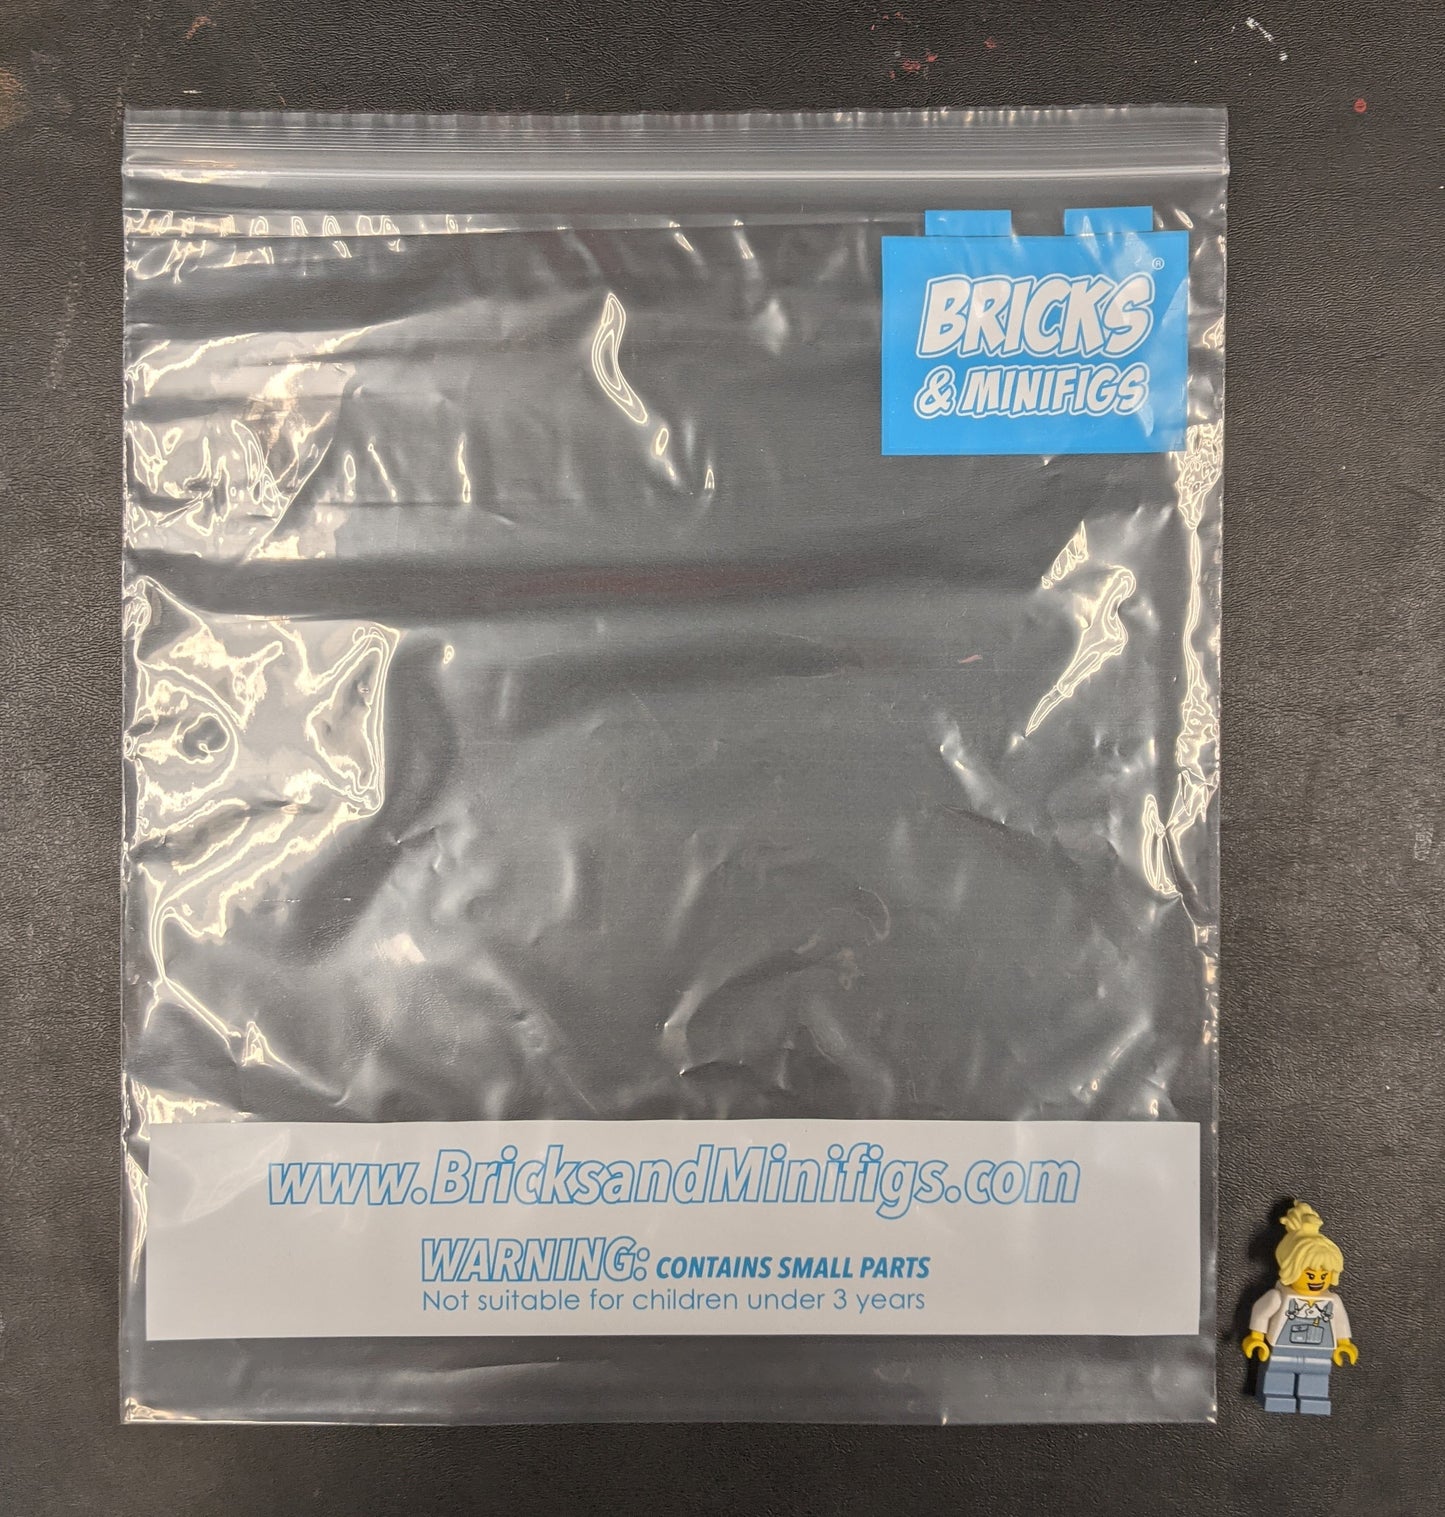 BRICKS®
& MINIFIGS
www.BricksandMinifigs.com
WARNING: CONTAINS SMALL PARTS
Not suitable for children under 3 years